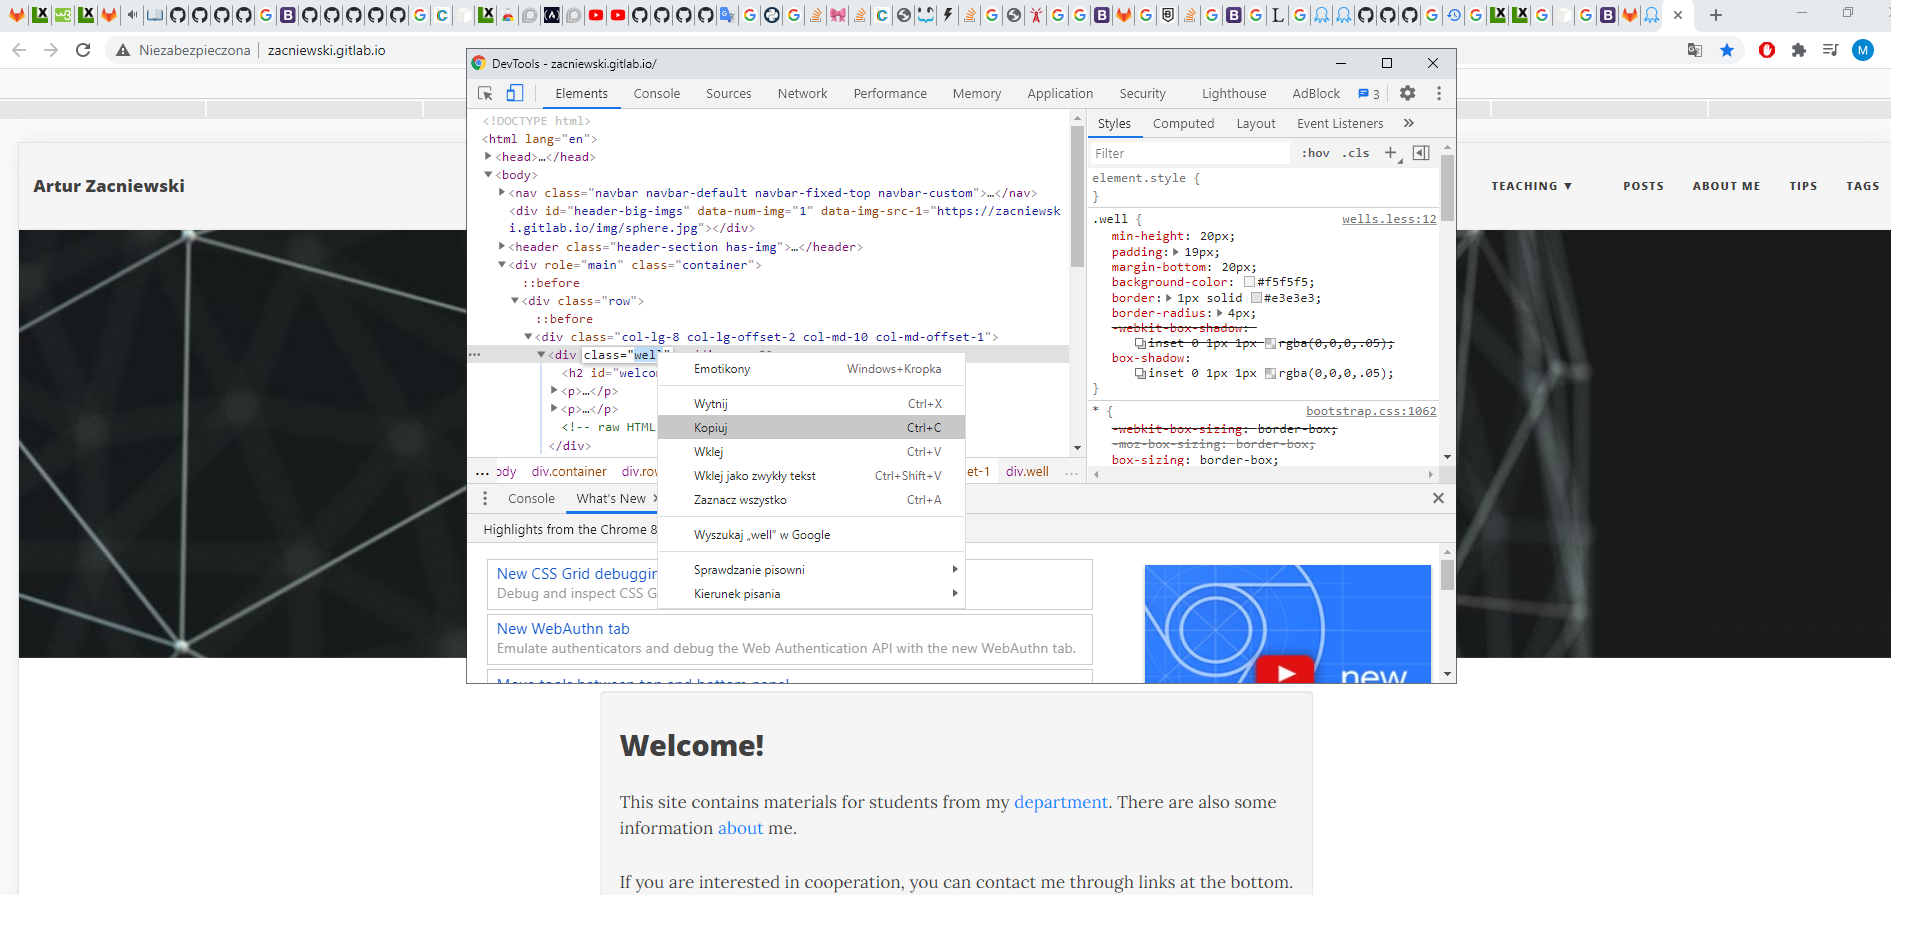 Niezabezpieczona
zacniewski.gitlab.io
M
DevTools - zacniewski.gitlab.io/
Elements
Console
Sources
Network
Performance
Memory
Application
Security
Lighthouse
AdBlock
3
<!DOCTYPE html>
<html lang="en">
<head>…</head>
<body>
<nav class="navbar navbar-default navbar-fixed-top navbar-custom">…</nav>
<div id="header-big-imgs" data-num-img="1" data-img-src-1="https://zacniewsk
i.gitlab.io/img/sphere.jpg"></div>
<header class="header-section has-img">…</header>
<div role="main" class="container">
::before
<div class="row">
::before
<div class="col-lg-8 col-lg-offset-2 col-md-10 col-md-offset-1">
… <div class="well"
<h2 id="welcom
<p>…</p>
<p>…</p>
<!-- raw HTML
</div>
... ody div.container div.ro et-1 div.well ...
Emotikony Windows+Kropka
Wytnij Ctrl+X
Kopiuj Ctrl+C
Wklej Ctrl+V
Wklej jako zwykły tekst Ctrl+Shift+V
Zaznacz wszystko Ctrl+A
Wyszukaj „well” w Google
Sprawdzanie pisowni
Kierunek pisania
Styles
Computed
Layout
Event Listeners
»
Filter
:hov .cls +
element.style {
}
.well { wells.less:12
min-height: 20px;
padding: 19px;
margin-bottom: 20px;
background-color: #f5f5f5;
border: 1px solid #e3e3e3;
border-radius: 4px;
-webkit-box-shadow:
inset 0 1px 1px rgba(0,0,0,.05);
box-shadow:
inset 0 1px 1px rgba(0,0,0,.05);
}
* { bootstrap.css:1062
-webkit-box-sizing: border-box;
-moz-box-sizing: border-box;
box-sizing: border-box;
Console
What's New
Highlights from the Chrome 8
New CSS Grid debuggin
Debug and inspect CSS G
New WebAuthn tab
Emulate authenticators and debug the Web Authentication API with the new WebAuthn tab.
Move tools between top and bottom panel
new
Artur Zacniewski
TEACHING ▼
POSTS
ABOUT ME
TIPS
TAGS
Welcome!
This site contains materials for students from my department. There are also some
information about me.
If you are interested in cooperation, you can contact me through links at the bottom.